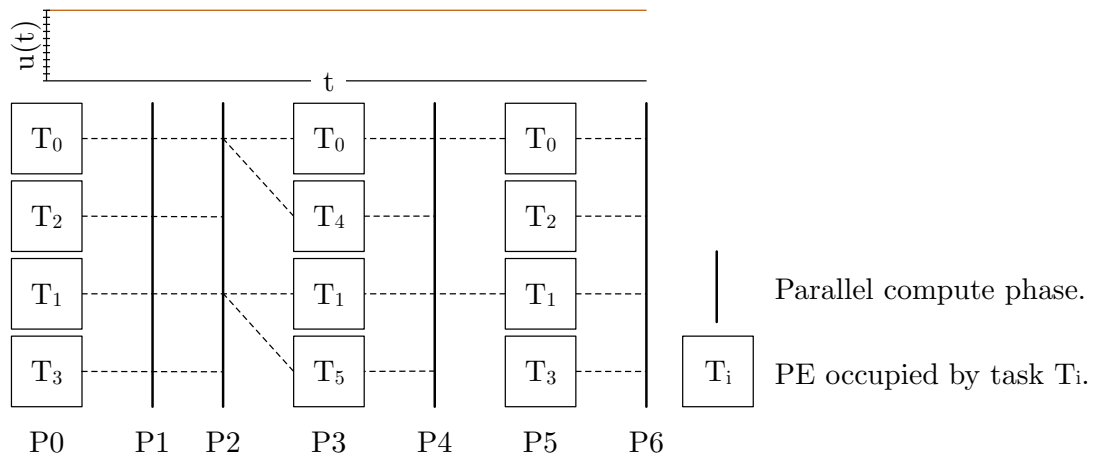 u(t)
t
T₀ T₀ T₀
T₂ T₄ T₂
T₁ T₁ T₁
Parallel compute phase.
T₃ T₅ T₃ Tᵢ PE occupied by task Tᵢ.
P0 P1 P2 P3 P4 P5 P6